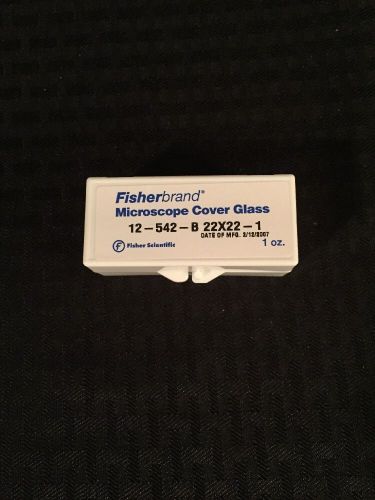 Fisherbrand®
Microscope Cover Glass
12-542-B 22X22-1
DATE OF MFG. 2/12/2007
Fisher Scientific 1 oz.